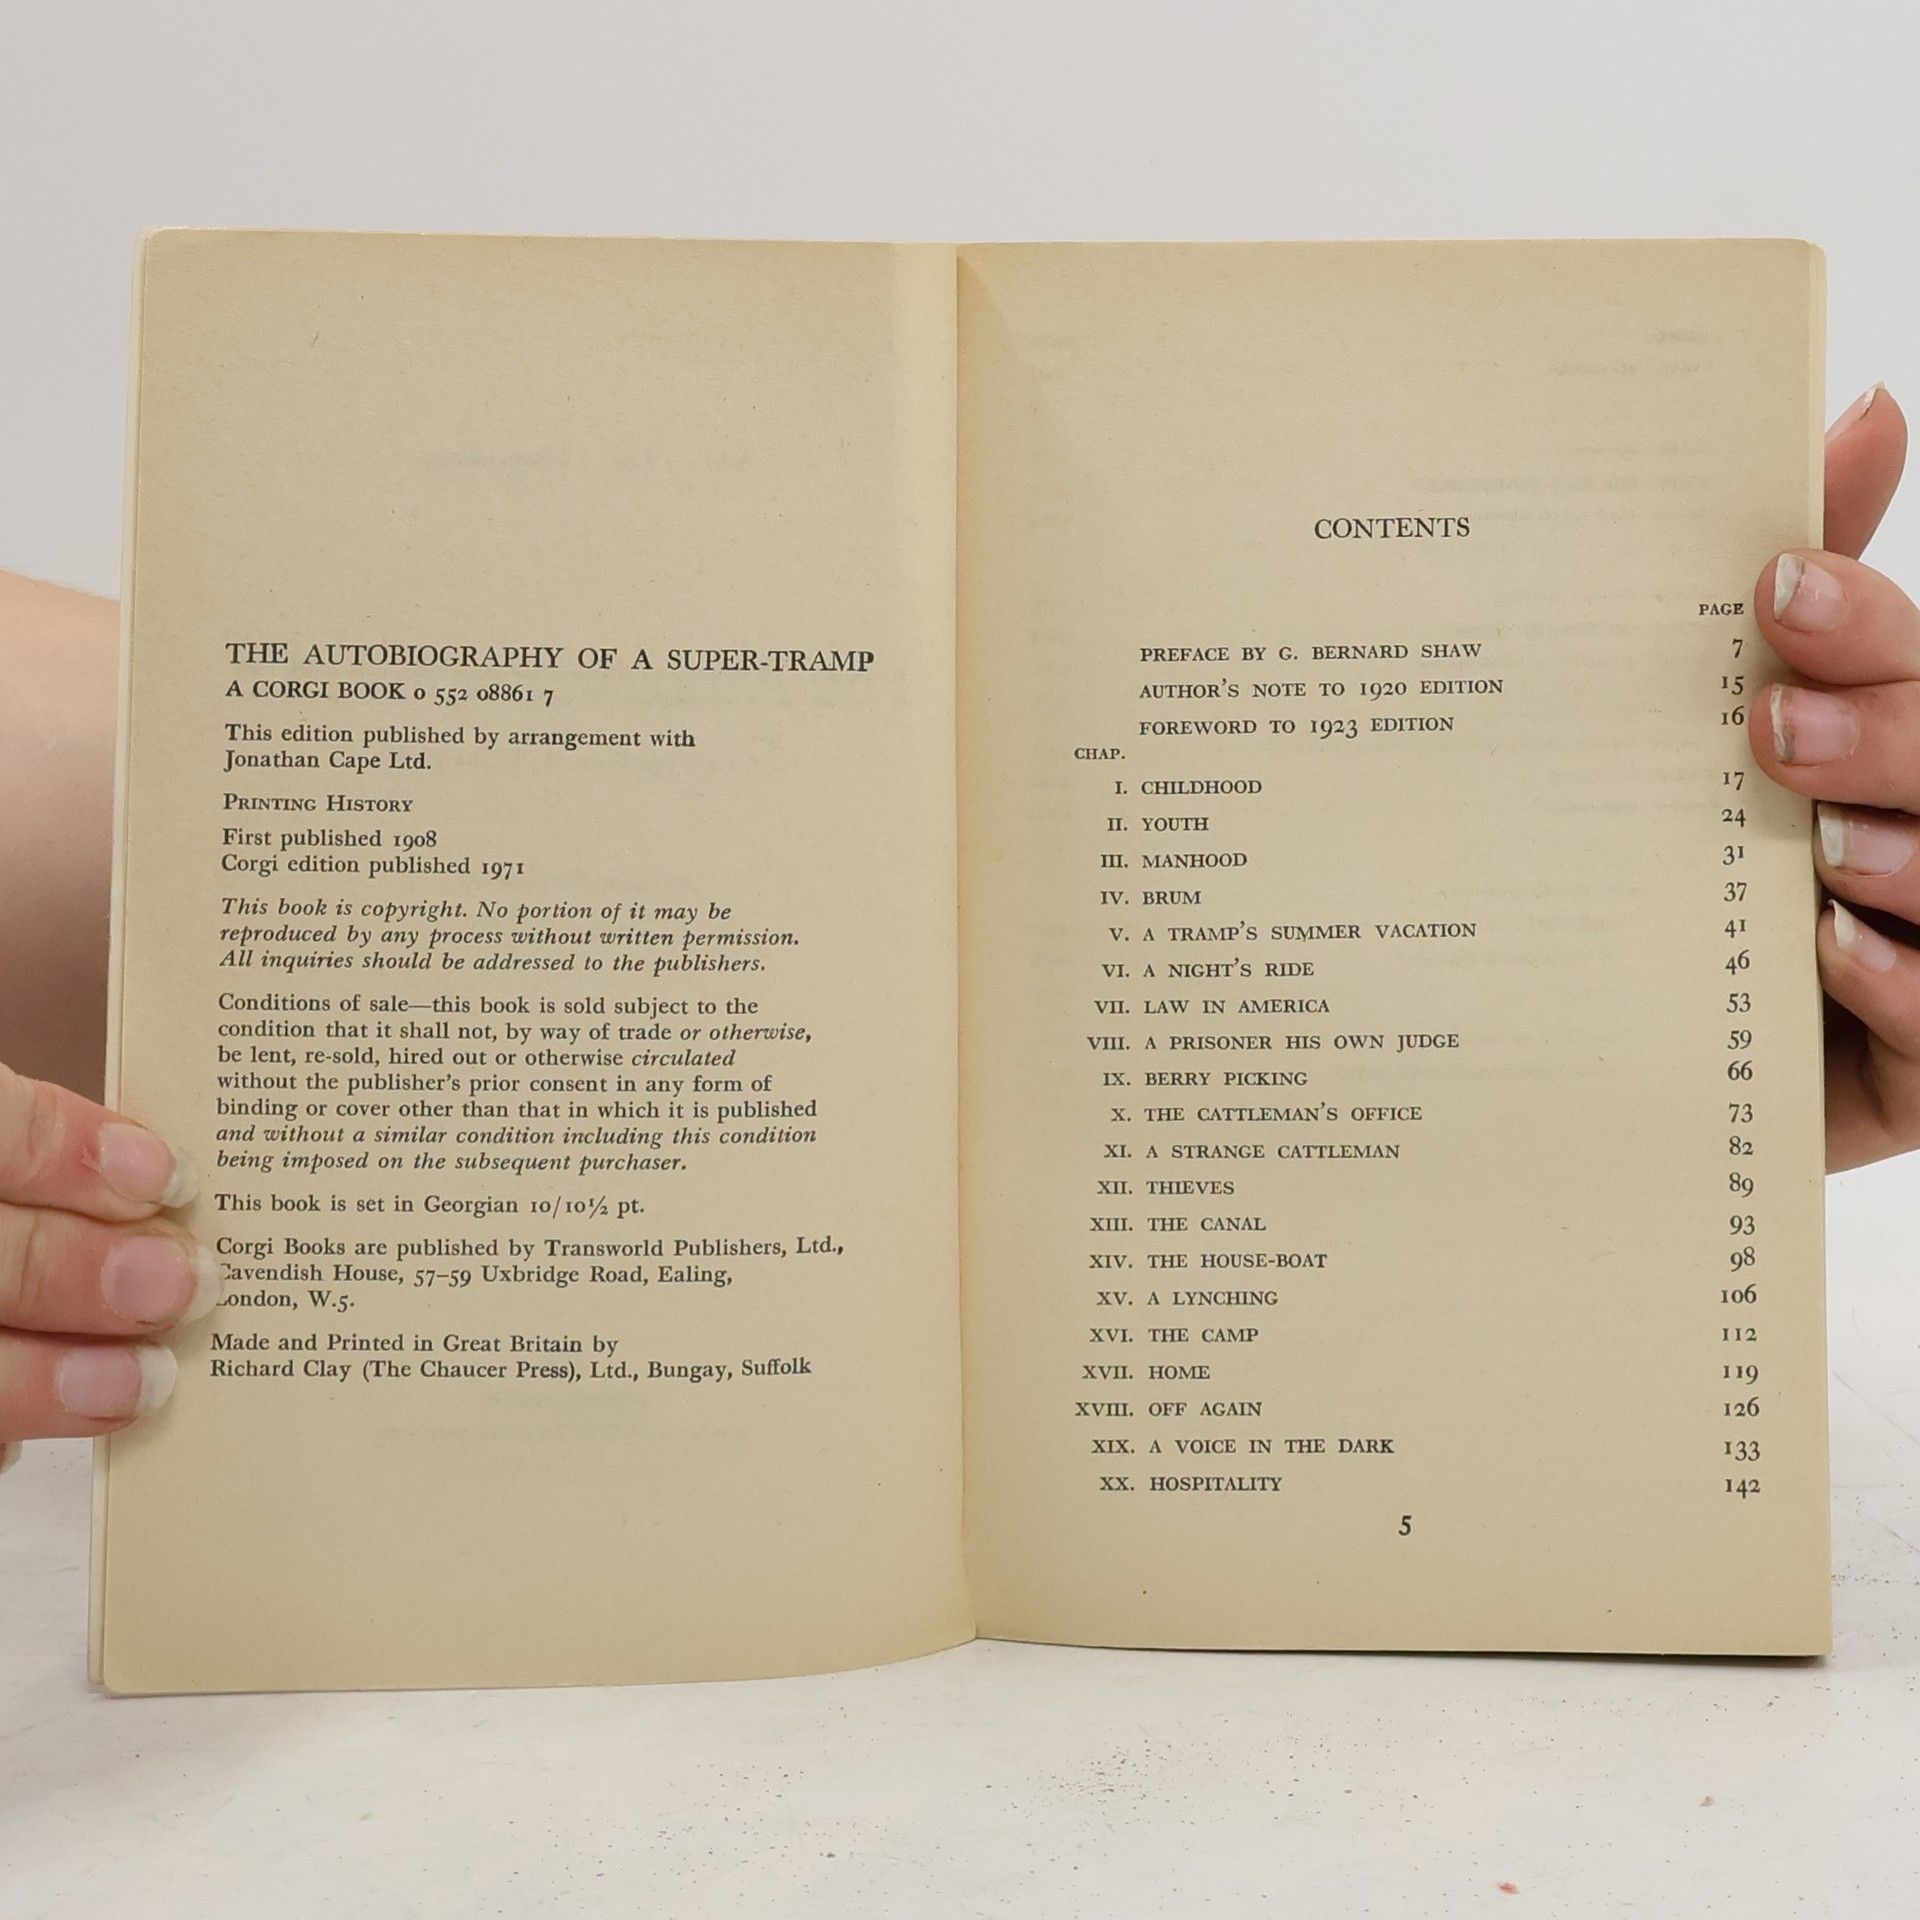 THE AUTOBIOGRAPHY OF A SUPER-TRAMP
A CORGI BOOK 0 552 08861 7
This edition published by arrangement with
Jonathan Cape Ltd.
PRINTING HISTORY
First published 1908
Corgi edition published 1971
This book is copyright. No portion of it may be
reproduced by any process without written permission.
All inquiries should be addressed to the publishers.
Conditions of sale—this book is sold subject to the
condition that it shall not, by way of trade or otherwise,
be lent, re-sold, hired out or otherwise circulated
without the publisher's prior consent in any form of
binding or cover other than that in which it is published
and without a similar condition including this condition
being imposed on the subsequent purchaser.
This book is set in Georgian 10/10½ pt.
Corgi Books are published by Transworld Publishers, Ltd.,
Cavendish House, 57–59 Uxbridge Road, Ealing,
London, W.5.
Made and Printed in Great Britain by
Richard Clay (The Chaucer Press), Ltd., Bungay, Suffolk
CONTENTS
PAGE
PREFACE BY G. BERNARD SHAW 7
AUTHOR'S NOTE TO 1920 EDITION 15
FOREWORD TO 1923 EDITION 16
CHAP.
I. CHILDHOOD 17
II. YOUTH 24
III. MANHOOD 31
IV. BRUM 37
V. A TRAMP'S SUMMER VACATION 41
VI. A NIGHT'S RIDE 46
VII. LAW IN AMERICA 53
VIII. A PRISONER HIS OWN JUDGE 59
IX. BERRY PICKING 66
X. THE CATTLEMAN'S OFFICE 73
XI. A STRANGE CATTLEMAN 82
XII. THIEVES 89
XIII. THE CANAL 93
XIV. THE HOUSE-BOAT 98
XV. A LYNCHING 106
XVI. THE CAMP 112
XVII. HOME 119
XVIII. OFF AGAIN 126
XIX. A VOICE IN THE DARK 133
XX. HOSPITALITY 142
5